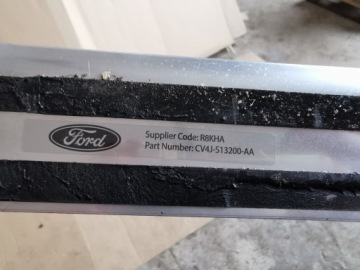 Ford
Supplier Code: R8KHA
Part Number: CV4J-S13200-AA